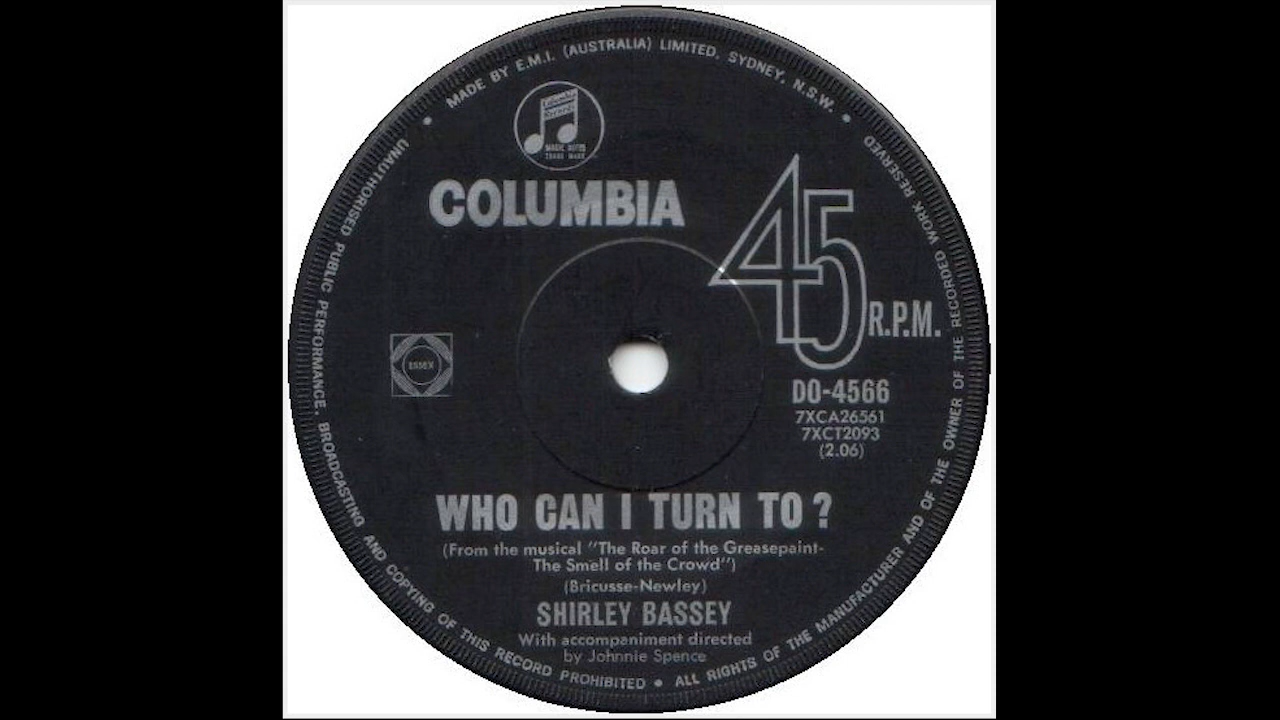 MADE BY E.M.I. (AUSTRALIA) LIMITED, SYDNEY, N.S.W.
Columbia
Records
MAGIC NOTES
TRADE MARK
COLUMBIA
45
R.P.M.
ESSEX
DO-4566
7XCA26561
7XCT2093
(2.06)
WHO CAN I TURN TO ?
(From the musical "The Roar of the Greasepaint-
The Smell of the Crowd")
(Bricusse-Newley)
SHIRLEY BASSEY
With accompaniment directed
by Johnnie Spence
UNAUTHORISED PUBLIC PERFORMANCE, BROADCASTING AND COPYING OF THIS RECORD PROHIBITED • ALL RIGHTS OF THE MANUFACTURER AND OF THE OWNER OF THE RECORDED WORK RESERVED